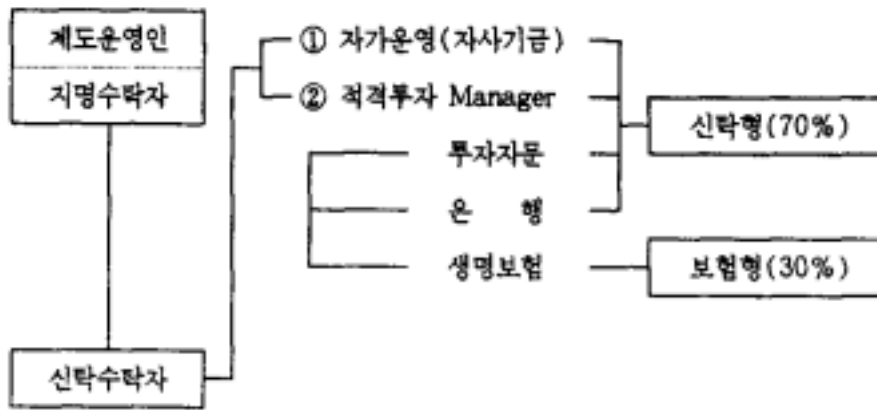 제도운영인
지명수탁자
신탁수탁자
① 자가운영(자사기금)
② 적격투자 Manager
투자자문
은 행
생명보험
신탁형(70%)
보험형(30%)